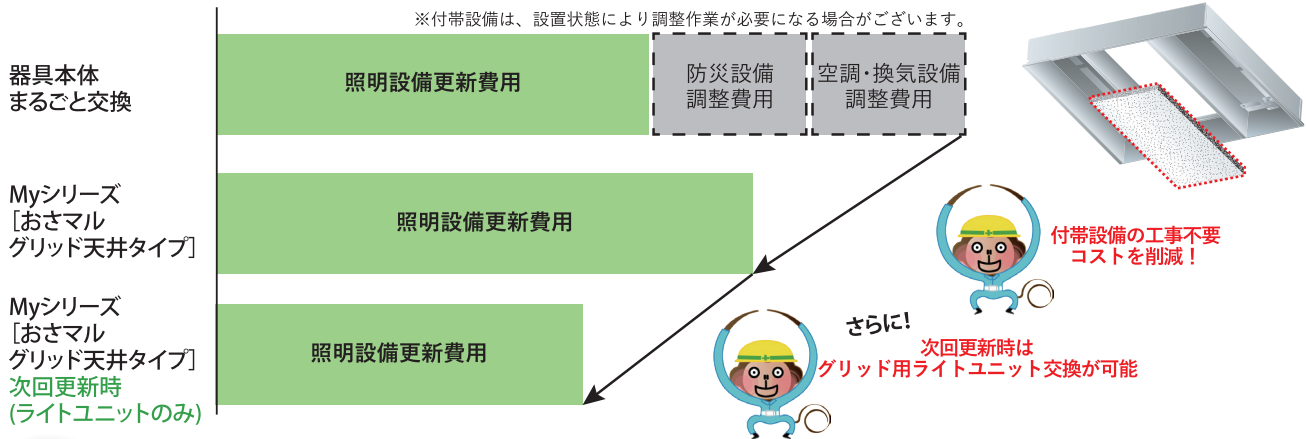 ※付帯設備は、設置状態により調整作業が必要になる場合がございます。
器具本体
まるごと交換
照明設備更新費用
防災設備
調整費用
空調・換気設備
調整費用
Myシリーズ
［おさマル
グリッド天井タイプ］
照明設備更新費用
付帯設備の工事不要
コストを削減！
Myシリーズ
［おさマル
グリッド天井タイプ］
次回更新時
(ライトユニットのみ)
照明設備更新費用
さらに！
次回更新時は
グリッド用ライトユニット交換が可能